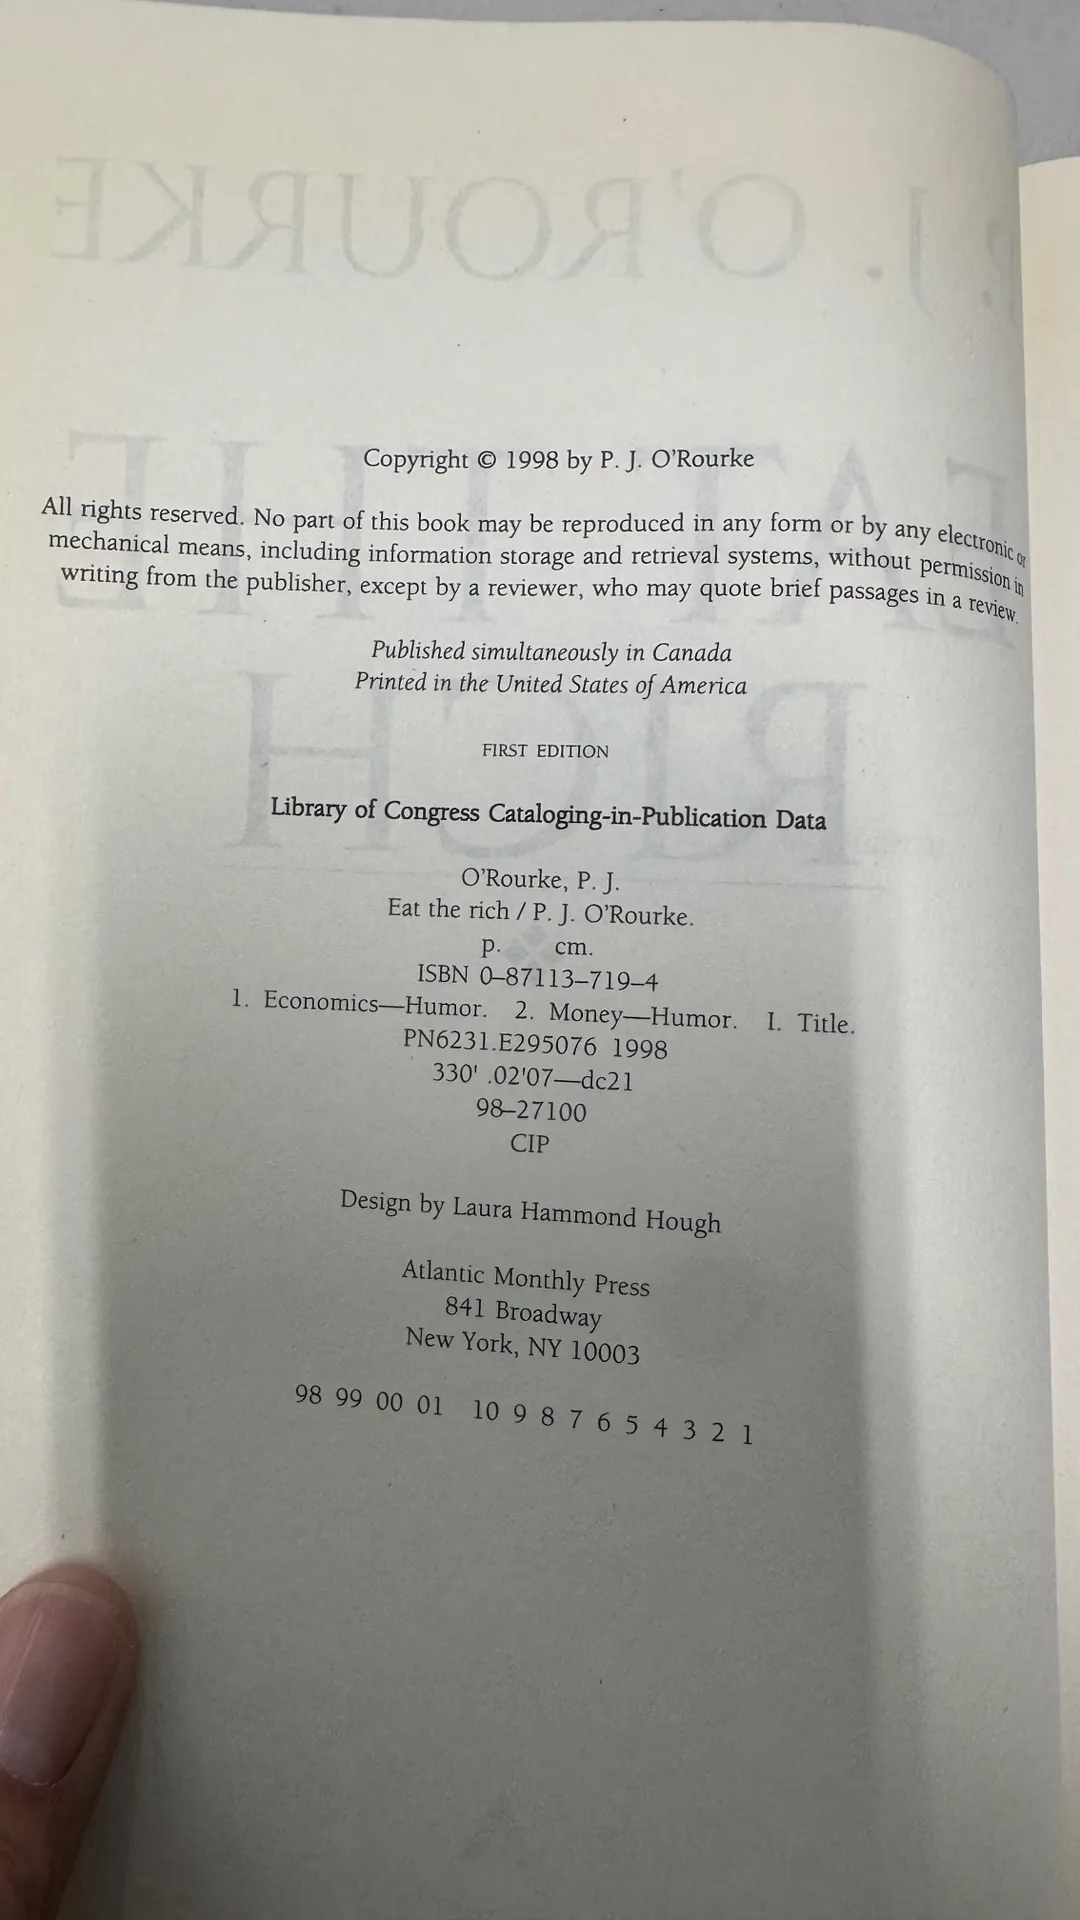 Copyright © 1998 by P. J. O'Rourke
All rights reserved. No part of this book may be reproduced in any form or by any electronic or
mechanical means, including information storage and retrieval systems, without permission in
writing from the publisher, except by a reviewer, who may quote brief passages in a review.
Published simultaneously in Canada
Printed in the United States of America
FIRST EDITION
Library of Congress Cataloging-in-Publication Data
O'Rourke, P. J.
Eat the rich / P. J. O'Rourke.
p. cm.
ISBN 0–87113–719–4
1. Economics—Humor. 2. Money—Humor. I. Title.
PN6231.E295076 1998
330' .02'07—dc21
98–27100
CIP
Design by Laura Hammond Hough
Atlantic Monthly Press
841 Broadway
New York, NY 10003
98 99 00 01 10 9 8 7 6 5 4 3 2 1